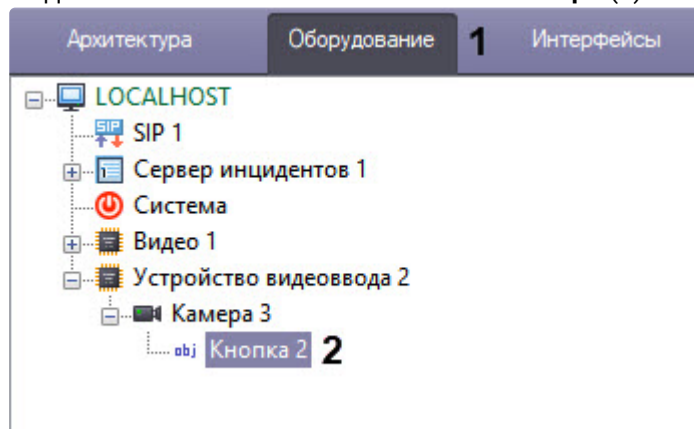 Архитектура Оборудование 1 Интерфейсы
LOCALHOST
SIP 1
Сервер инцидентов 1
Система
Видео 1
Устройство видеоввода 2
Камера 3
obj Кнопка 2 2